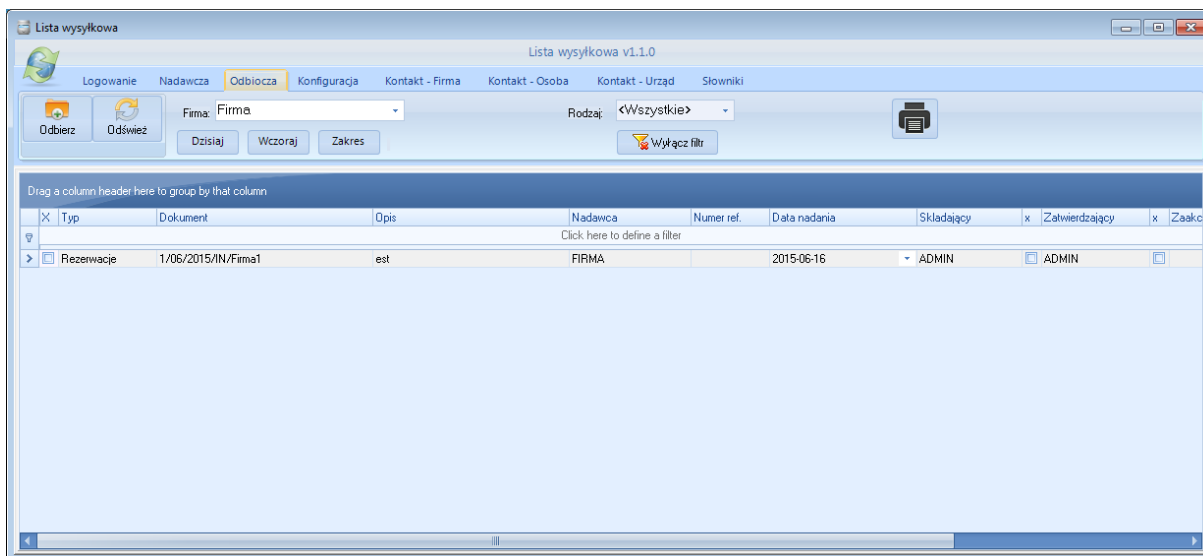 Lista wysyłkowa
Lista wysyłkowa v1.1.0
Logowanie Nadawcza Odbiocza Konfiguracja Kontakt - Firma Kontakt - Osoba Kontakt - Urząd Słowniki
Firma: Firma Rodzaj: <Wszystkie>
Odbierz Odśwież
Dzisiaj Wczoraj Zakres Wyłącz filtr
Drag a column header here to group by that column
X Typ Dokument Opis Nadawca Numer ref. Data nadania Skladający x Zatwierdzający x Zaakc
Click here to define a filter
Rezerwacje 1/06/2015/IN/Firma1 est FIRMA 2015-06-16 ADMIN ADMIN